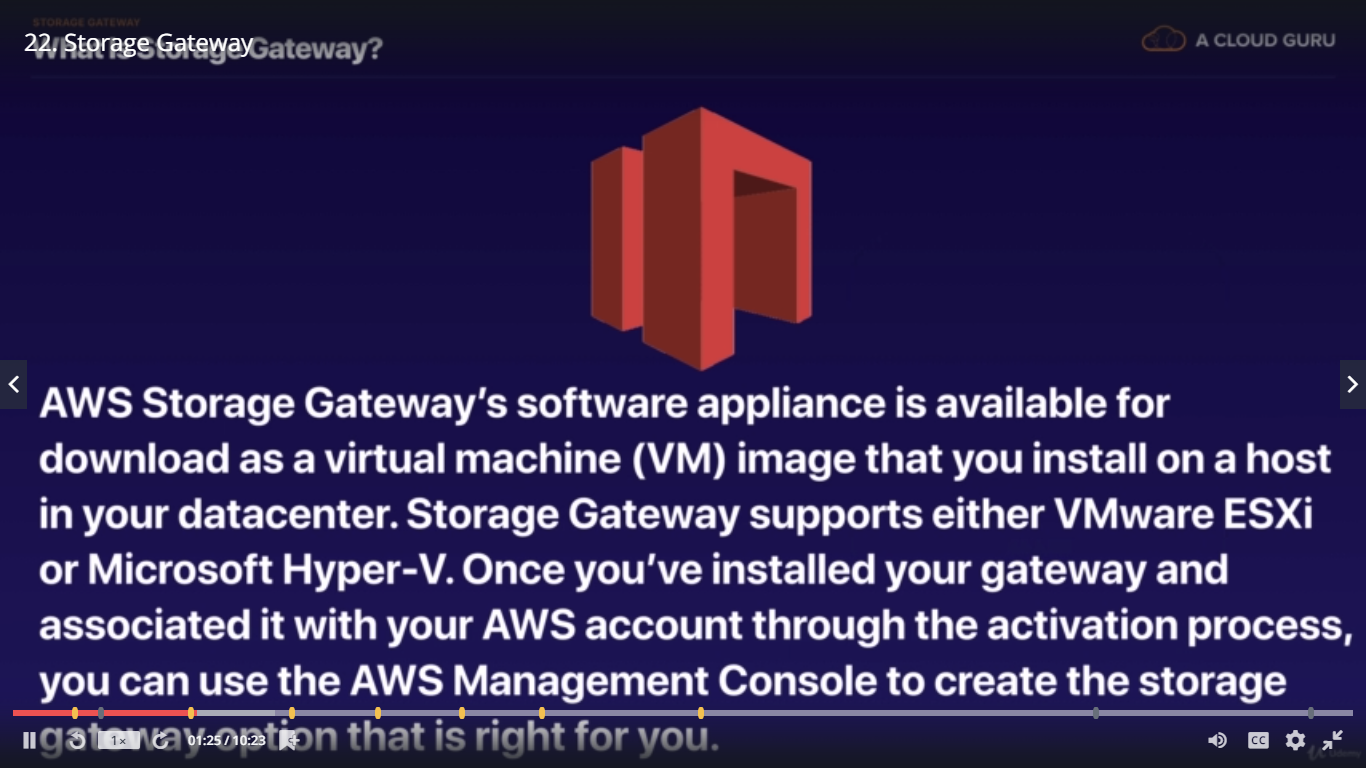 STORAGE GATEWAY
22. Storage Gateway
What is Storage Gateway?
A CLOUD GURU
AWS Storage Gateway's software appliance is available for
download as a virtual machine (VM) image that you install on a host
in your datacenter. Storage Gateway supports either VMware ESXi
or Microsoft Hyper-V. Once you've installed your gateway and
associated it with your AWS account through the activation process,
you can use the AWS Management Console to create the storage
gateway option that is right for you.
1×
01:25 / 10:23
CC
Udemy